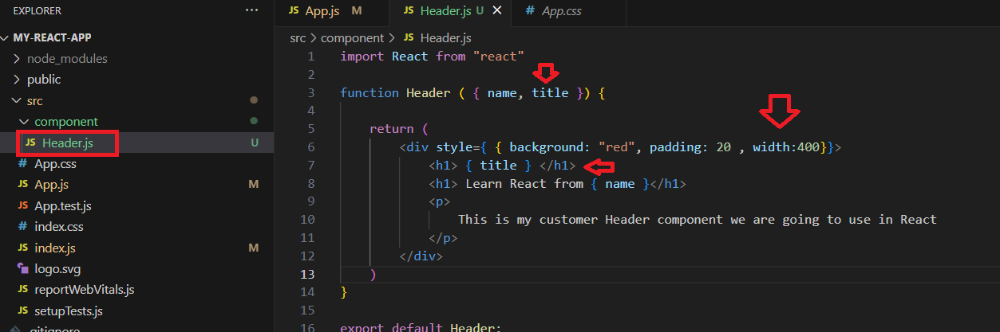 EXPLORER
···
MY-REACT-APP
node_modules
public
src
component
JS Header.js U
# App.css
JS App.js M
JS App.test.js
# index.css
JS index.js M
logo.svg
JS reportWebVitals.js
JS setupTests.js
.gitignore
JS App.js M
JS Header.js U ×
# App.css
src > component > JS Header.js
1 import React from "react"
2
3 function Header ( { name, title }) {
4
5 return (
6 <div style={ { background: "red", padding: 20 , width:400}}>
7 <h1> { title } </h1>
8 <h1> Learn React from { name }</h1>
9 <p>
10 This is my customer Header component we are going to use in React
11 </p>
12 </div>
13 )
14 }
15
16 export default Header;